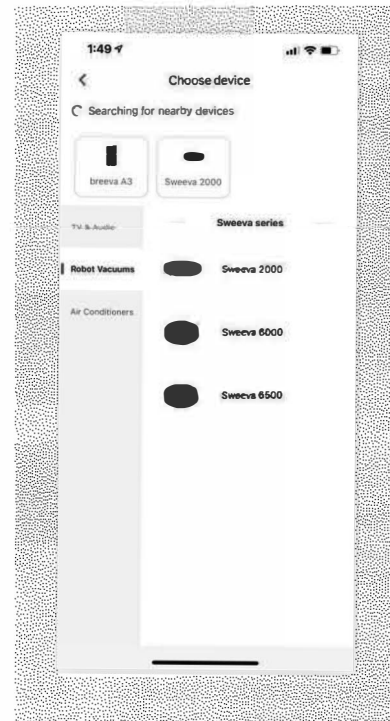 1:49
Choose device
Searching for nearby devices
breeva A3
Sweeva 2000
TV & Audio
Sweeva series
Robot Vacuums
Sweeva 2000
Air Conditioners
Sweeva 6000
Sweeva 6500